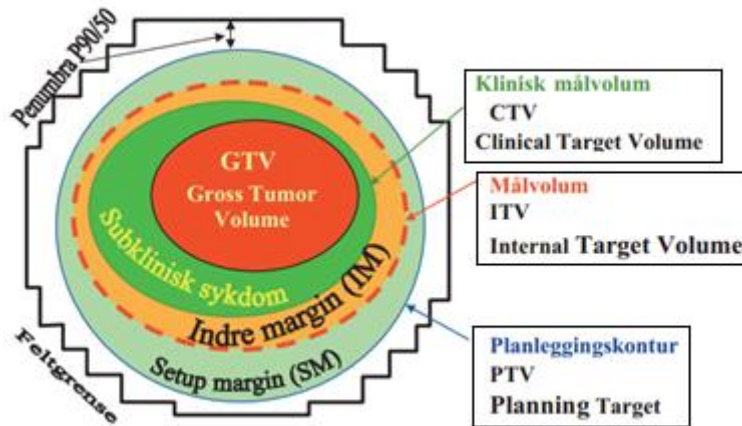 Penumbra P90/50
GTV
Gross Tumor
Volume
Subklinisk sykdom
Indre margin (IM)
Setup margin (SM)
Feltgrense
Klinisk målvolum
CTV
Clinical Target Volume
Målvolum
ITV
Internal Target Volume
Planleggingskontur
PTV
Planning Target